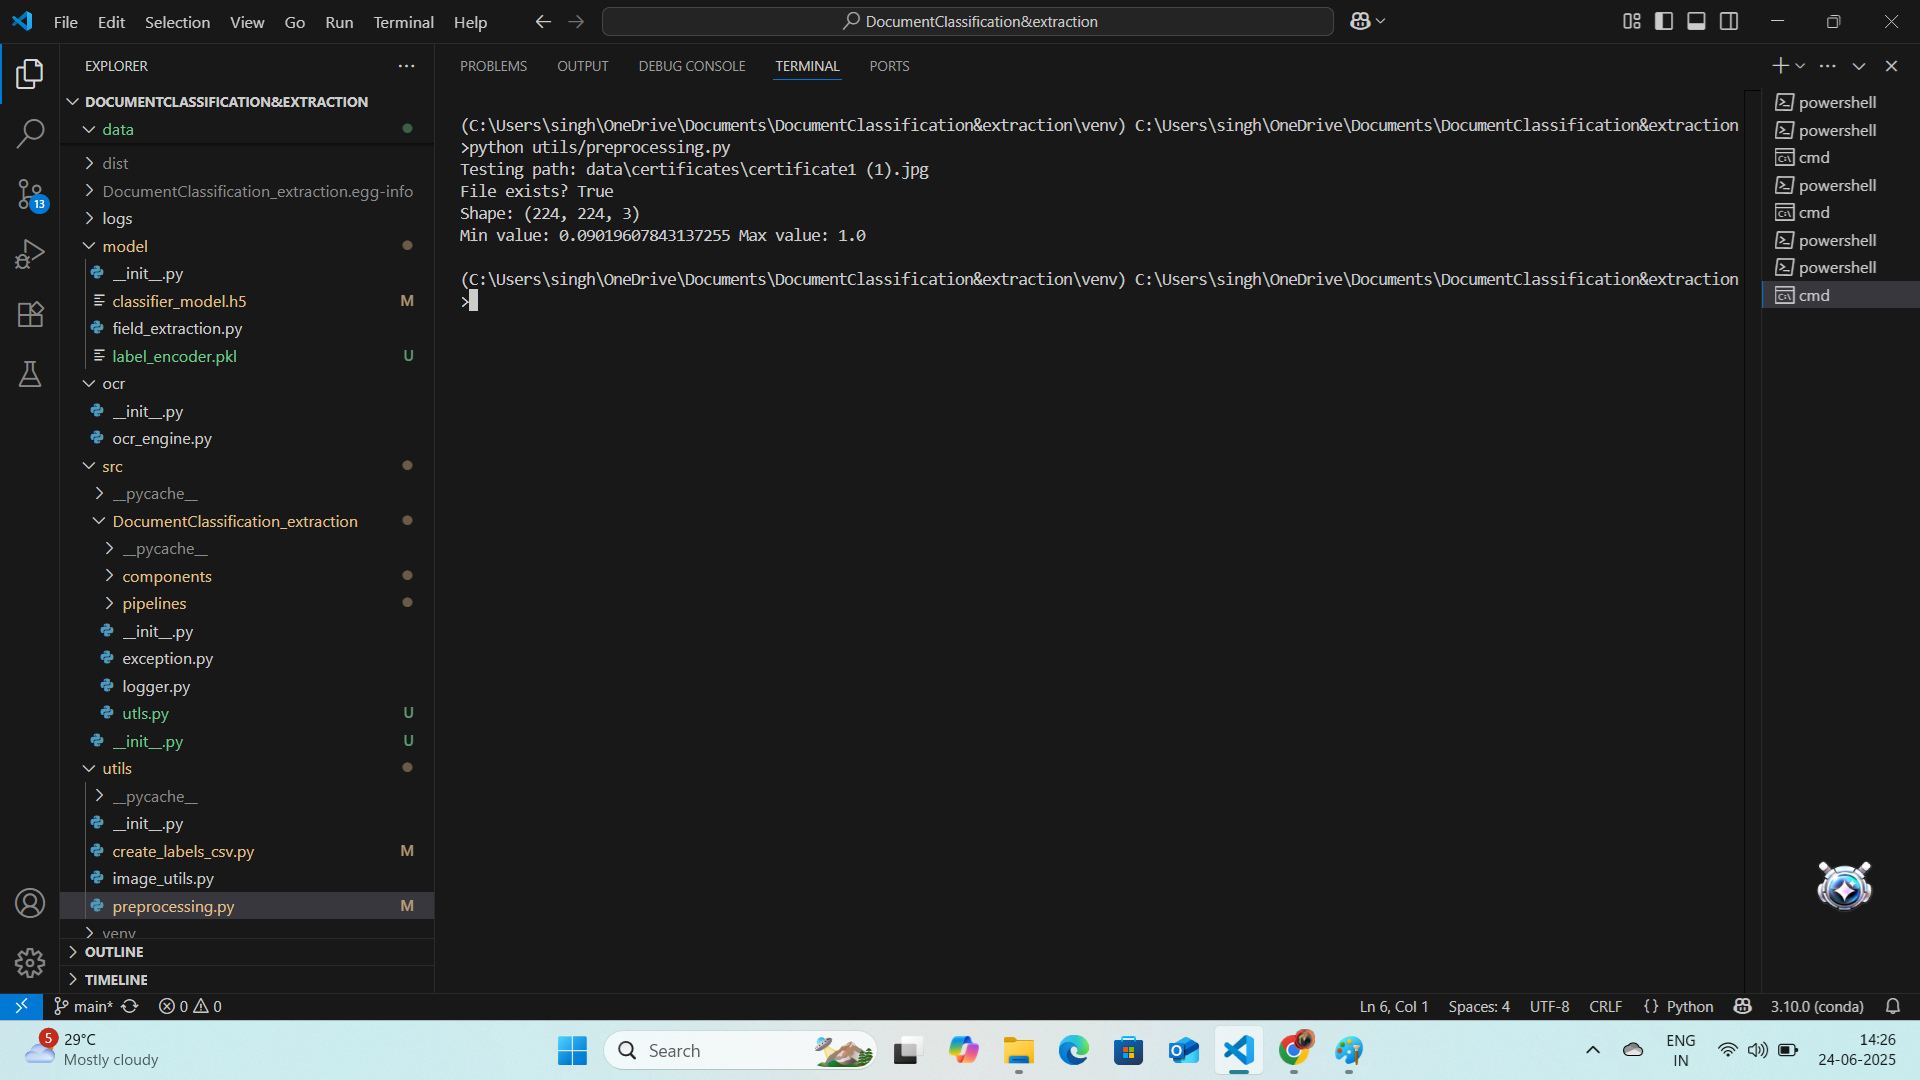 File Edit Selection View Go Run Terminal Help
DocumentClassification&extraction
EXPLORER
DOCUMENTCLASSIFICATION&EXTRACTION
data
dist
DocumentClassification_extraction.egg-info
logs
model
__init__.py
classifier_model.h5 M
field_extraction.py
label_encoder.pkl U
ocr
__init__.py
ocr_engine.py
src
__pycache__
DocumentClassification_extraction
__pycache__
components
pipelines
__init__.py
exception.py
logger.py
utls.py U
__init__.py U
utils
__pycache__
__init__.py
create_labels_csv.py M
image_utils.py
preprocessing.py M
venv
OUTLINE
TIMELINE
13
PROBLEMS OUTPUT DEBUG CONSOLE TERMINAL PORTS
(C:\Users\singh\OneDrive\Documents\DocumentClassification&extraction\venv) C:\Users\singh\OneDrive\Documents\DocumentClassification&extraction
>python utils/preprocessing.py
Testing path: data\certificates\certificate1 (1).jpg
File exists? True
Shape: (224, 224, 3)
Min value: 0.09019607843137255 Max value: 1.0
(C:\Users\singh\OneDrive\Documents\DocumentClassification&extraction\venv) C:\Users\singh\OneDrive\Documents\DocumentClassification&extraction
>
powershell
powershell
cmd
powershell
cmd
powershell
powershell
cmd
main* 0 0 Ln 6, Col 1 Spaces: 4 UTF-8 CRLF {} Python 3.10.0 (conda)
5
29°C
Mostly cloudy
Search
ENG
IN
14:26
24-06-2025